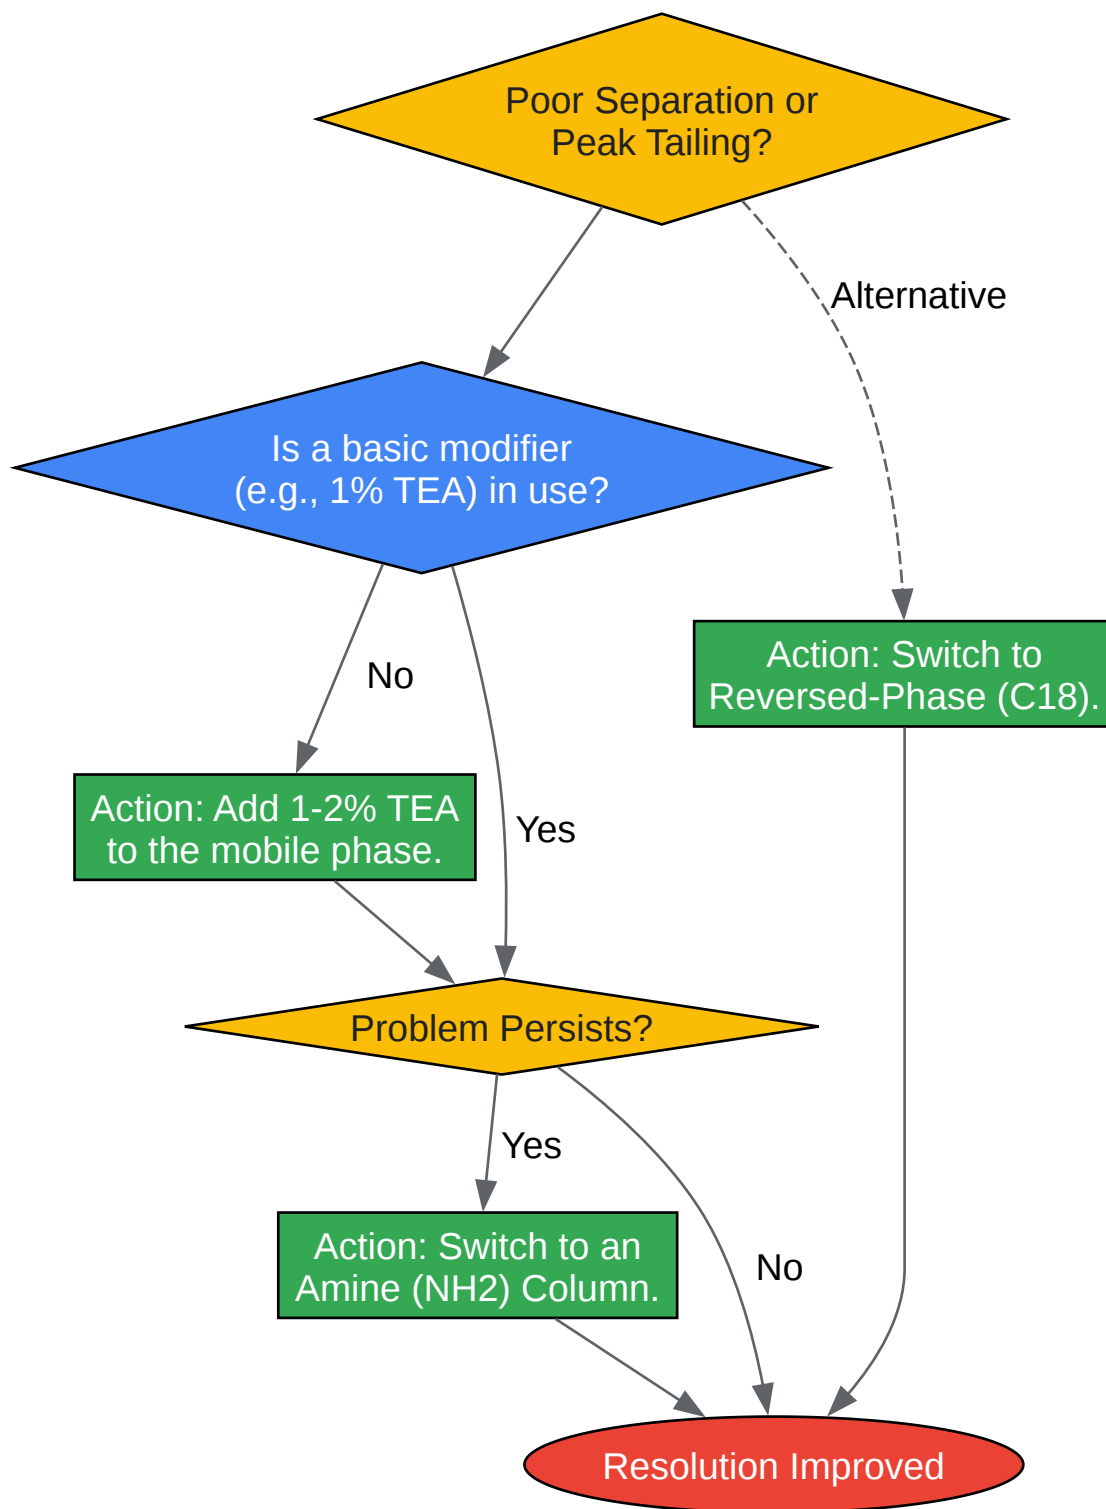 Poor Separation or
Peak Tailing?
Alternative
Is a basic modifier
(e.g., 1% TEA) in use?
No
Action: Switch to
Reversed-Phase (C18).
Action: Add 1-2% TEA
to the mobile phase.
Yes
Problem Persists?
Yes
Action: Switch to an
Amine (NH2) Column.
No
Resolution Improved